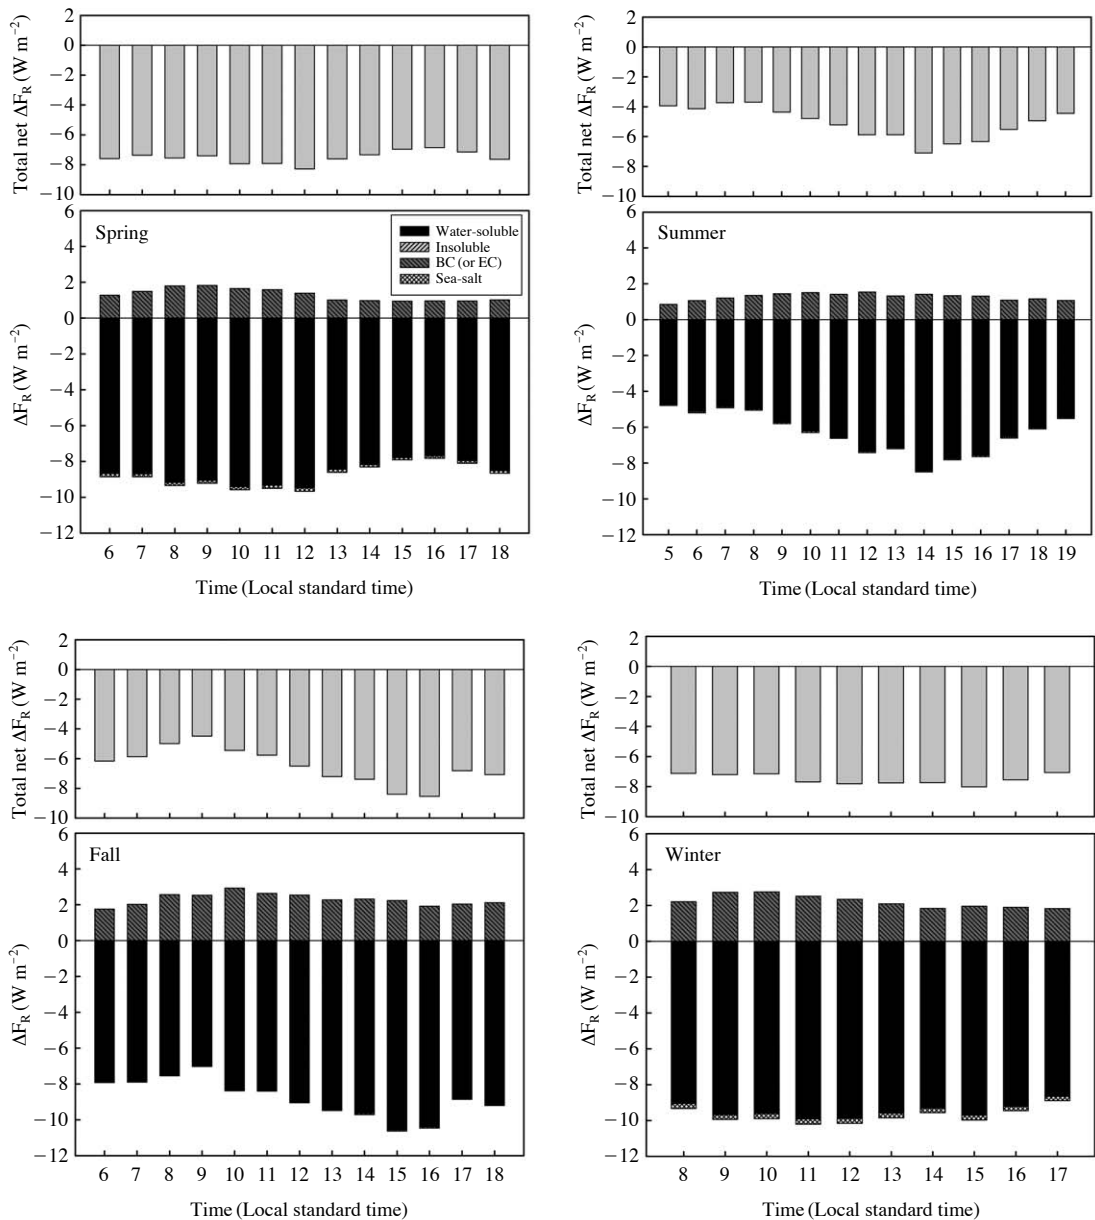 2
0
−2
−4
−6
−8
−10
Total net ΔF_R (W m⁻²)
6
4
2
0
−2
−4
−6
−8
−10
−12
ΔF_R (W m⁻²)
Spring
Water-soluble
Insoluble
BC (or EC)
Sea-salt
6 7 8 9 10 11 12 13 14 15 16 17 18
Time (Local standard time)
2
0
−2
−4
−6
−8
−10
Total net ΔF_R (W m⁻²)
6
4
2
0
−2
−4
−6
−8
−10
−12
ΔF_R (W m⁻²)
Summer
5 6 7 8 9 10 11 12 13 14 15 16 17 18 19
Time (Local standard time)
2
0
−2
−4
−6
−8
−10
Total net ΔF_R (W m⁻²)
6
4
2
0
−2
−4
−6
−8
−10
−12
ΔF_R (W m⁻²)
Fall
6 7 8 9 10 11 12 13 14 15 16 17 18
Time (Local standard time)
2
0
−2
−4
−6
−8
−10
Total net ΔF_R (W m⁻²)
6
4
2
0
−2
−4
−6
−8
−10
−12
ΔF_R (W m⁻²)
Winter
8 9 10 11 12 13 14 15 16 17
Time (Local standard time)